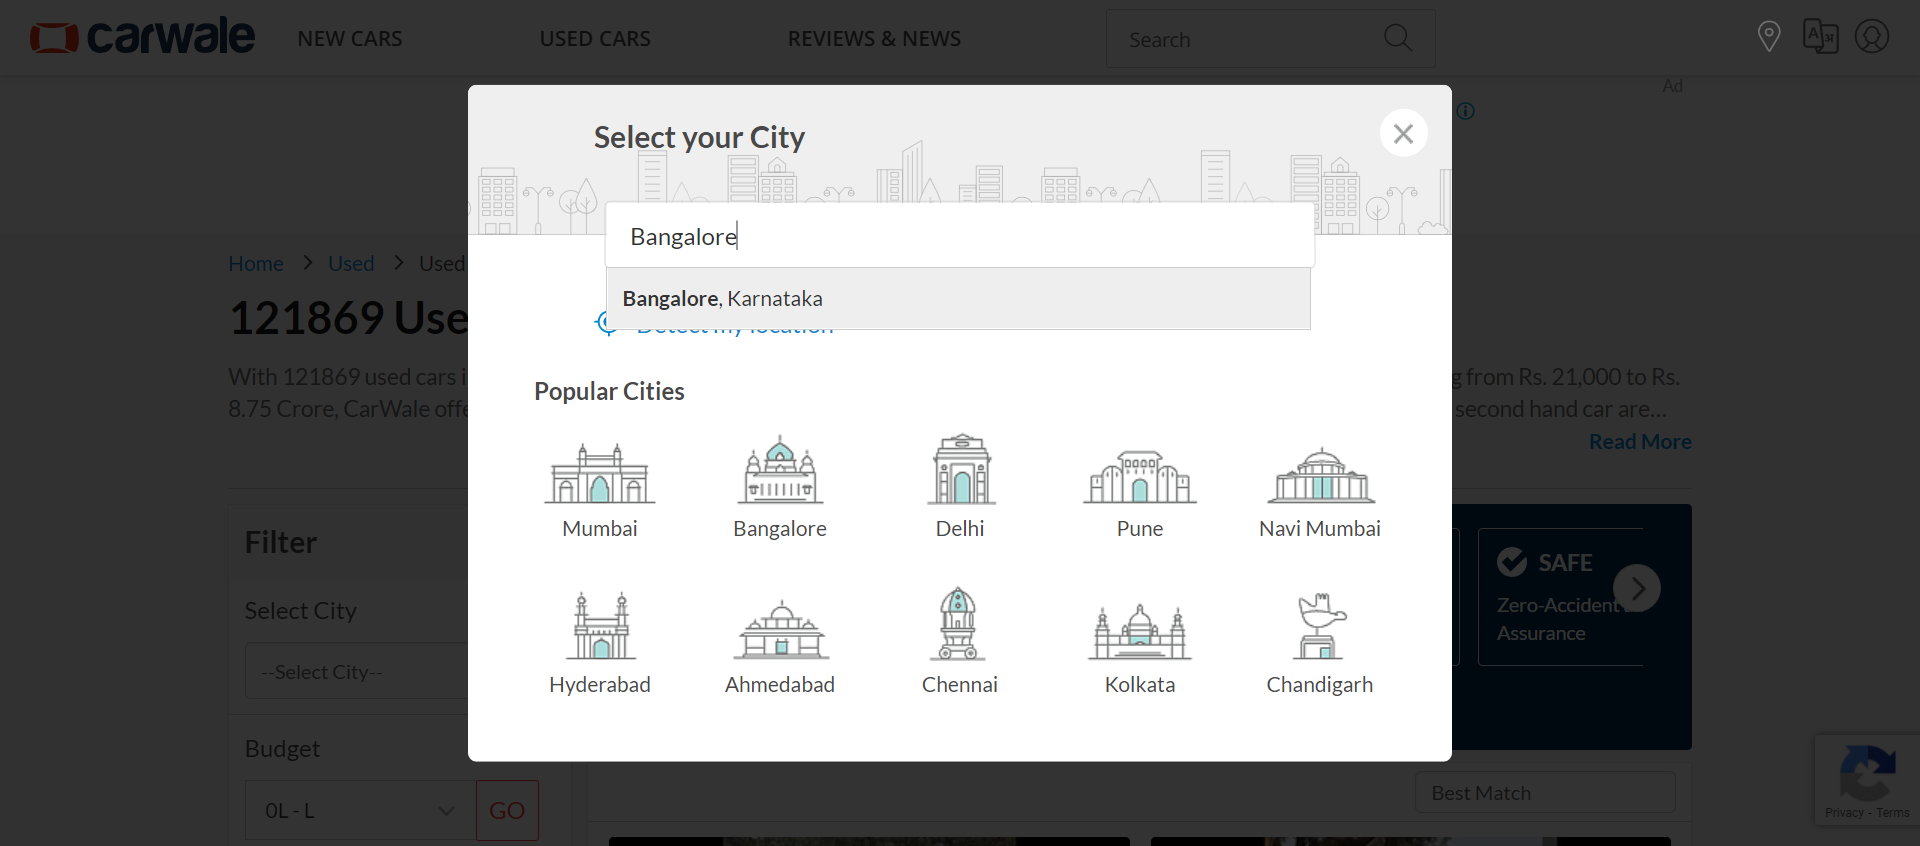 carwale
NEW CARS
USED CARS
REVIEWS & NEWS
Search
Ad
Select your City
Bangalore
Bangalore, Karnataka
Detect my location
Home > Used > Used
121869 Use
With 121869 used cars i
g from Rs. 21,000 to Rs.
8.75 Crore, CarWale offe
second hand car are...
Read More
Popular Cities
Mumbai
Bangalore
Delhi
Pune
Navi Mumbai
Hyderabad
Ahmedabad
Chennai
Kolkata
Chandigarh
Filter
Select City
--Select City--
Budget
0L - L
GO
SAFE
Zero-Accident
Assurance
Best Match
Privacy - Terms